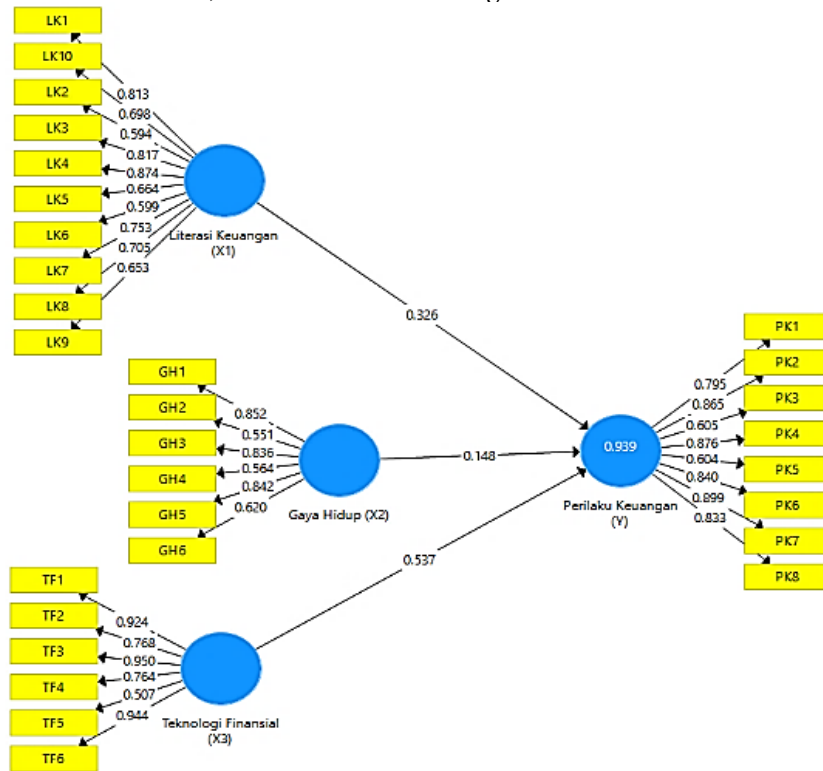 LK1
LK10
LK2
LK3
LK4
LK5
LK6
LK7
LK8
LK9
0.813
0.698
0.594
0.817
0.874
0.664
0.599
0.753
0.705
0.653
Literasi Keuangan
(X1)
0.326
GH1
GH2
GH3
GH4
GH5
GH6
0.852
0.551
0.836
0.564
0.842
0.620
Gaya Hidup (X2)
0.148
TF1
TF2
TF3
TF4
TF5
TF6
0.924
0.768
0.950
0.764
0.507
0.944
Teknologi Finansial
(X3)
0.537
0.939
Perilaku Keuangan
(Y)
0.795
0.865
0.605
0.876
0.604
0.840
0.899
0.833
PK1
PK2
PK3
PK4
PK5
PK6
PK7
PK8